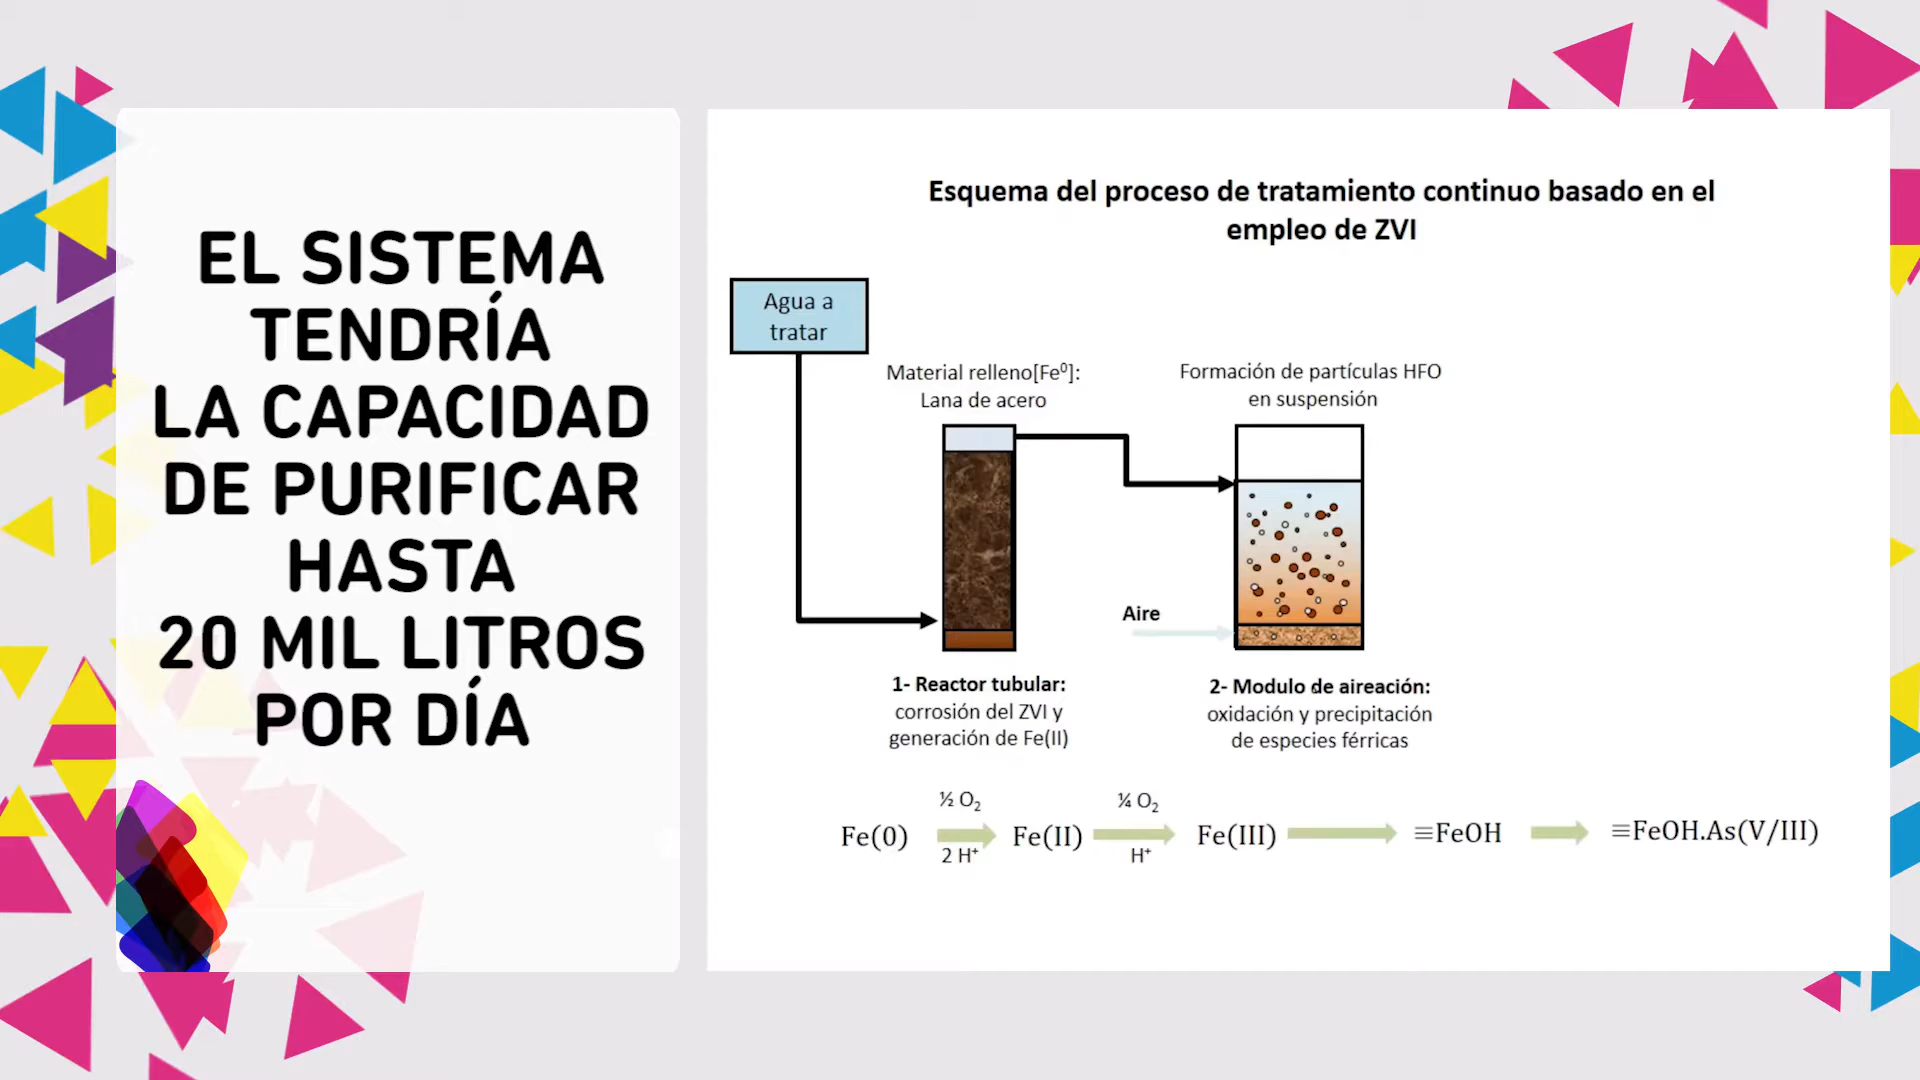 EL SISTEMA
TENDRÍA
LA CAPACIDAD
DE PURIFICAR
HASTA
20 MIL LITROS
POR DÍA
Esquema del proceso de tratamiento continuo basado en el
empleo de ZVI
Agua a
tratar
Material relleno[Fe⁰]:
Lana de acero
Formación de partículas HFO
en suspensión
Aire
1- Reactor tubular:
corrosión del ZVI y
generación de Fe(II)
2- Modulo de aireación:
oxidación y precipitación
de especies férricas
½ O₂
¼ O₂
Fe(0) Fe(II) Fe(III) ≡FeOH ≡FeOH.As(V/III)
2 H⁺
H⁺